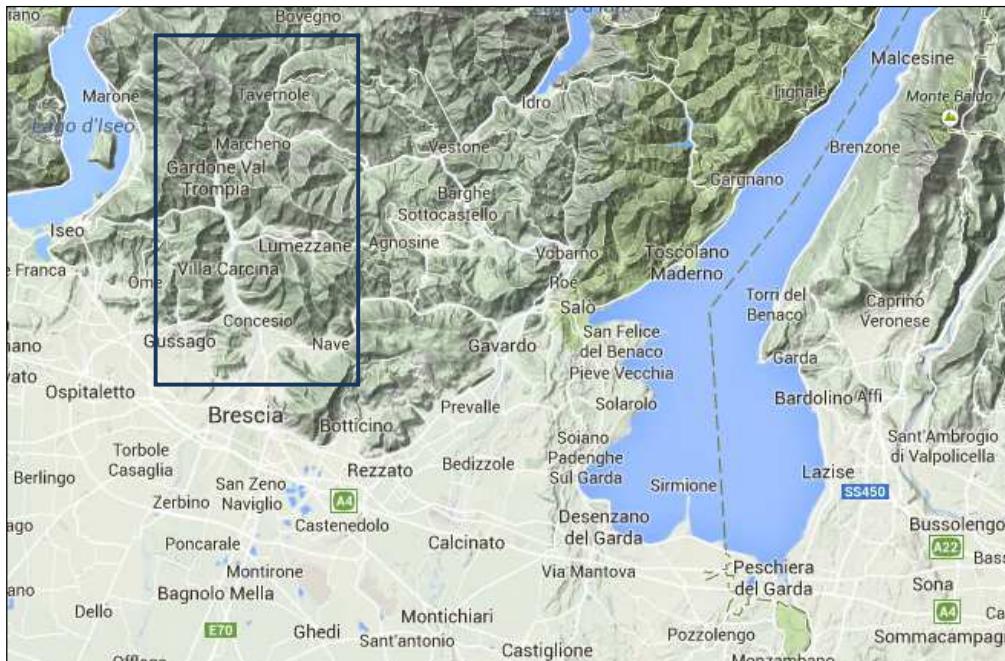 Bovegno
Malcesine
Marone
Tavernole
Idro
Tignale
Monte Baldo
Lago d'Iseo
Marcheno
Vestone
Brenzone
Gardone Val
Trompia
Gargnano
Barghe
Sottocastello
Iseo
Lumezzane
Agnosine
Vobarno
Toscolano
Maderno
e Franca
Ome
Villa Carcina
Roè
Salò
Torri del
Benaco
Caprino
Veronese
Concesio
San Felice
del Benaco
Gussago
Nave
Gavardo
Pieve Vecchia
Garda
Ospitaletto
Solarolo
Bardolino
Affi
Brescia
Prevalle
Botticino
Soiano
Padenghe
Sul Garda
Sant'Ambrogio
di Valpolicella
Torbole
Casaglia
Rezzato
Bedizzole
Lazise
Berlingo
San Zeno
Naviglio
Sirmione
SS450
Zerbino
A4
Castenedolo
Desenzano
del Garda
Bussolengo
Poncarale
Calcinato
A22
Montirone
Via Mantova
Peschiera
del Garda
Sona
Bagnolo Mella
Dello
Montichiari
A4
E70
Ghedi
Sant'antonio
Pozzolengo
Sommacampag
Castiglione
Monzambano